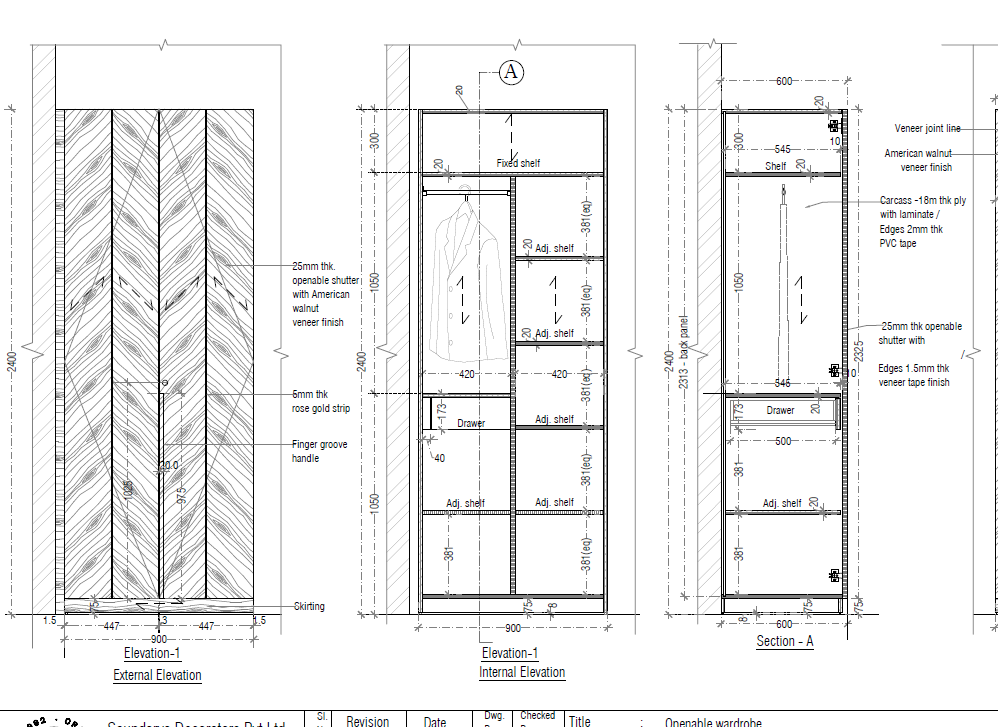 2400
25mm thk.
openable shutter
with American
walnut
veneer finish
5mm thk
rose gold strip
Finger groove
handle
20.0
1025
975
Skirting
75
1.5
447
3
447
1.5
900
Elevation-1
External Elevation
A
20
300
20
Fixed shelf
1050
2400
20
Adj. shelf
381(eq)
381(eq)
20
Adj. shelf
420
420
381(eq)
173
Drawer
Adj. shelf
40
1050
381(eq)
Adj. shelf
Adj. shelf
381
381(eq)
75
8
900
Elevation-1
Internal Elevation
600
20
300
10
545
Shelf
20
1050
2400
2313 - back panel
2325
10
545
173
Drawer
20
500
381
Adj. shelf
20
381
8
75
75
600
Section - A
Veneer joint line
American walnut
veneer finish
Carcass -18m thk ply
with laminate /
Edges 2mm thk
PVC tape
25mm thk openable
shutter with
Edges 1.5mm thk
veneer tape finish
Sl.
Revision
Date
Dwg.
Checked
Title
:
Openable wardrobe